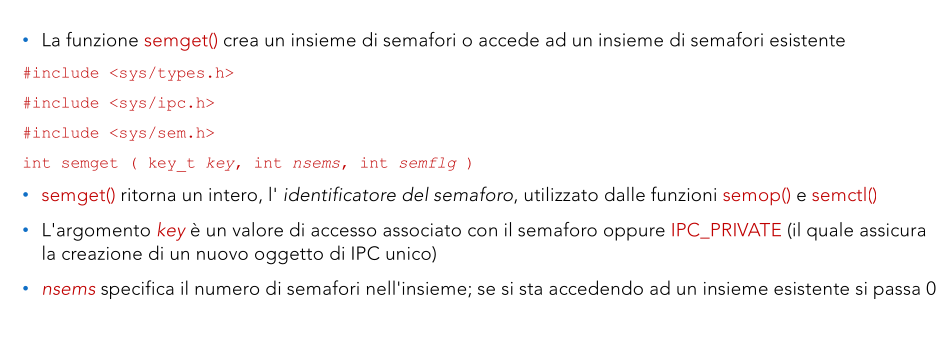 • La funzione semget() crea un insieme di semafori o accede ad un insieme di semafori esistente
#include <sys/types.h>
#include <sys/ipc.h>
#include <sys/sem.h>
int semget ( key_t key, int nsems, int semflg )
• semget() ritorna un intero, l' identificatore del semaforo, utilizzato dalle funzioni semop() e semctl()
• L'argomento key è un valore di accesso associato con il semaforo oppure IPC_PRIVATE (il quale assicura
la creazione di un nuovo oggetto di IPC unico)
• nsems specifica il numero di semafori nell'insieme; se si sta accedendo ad un insieme esistente si passa 0